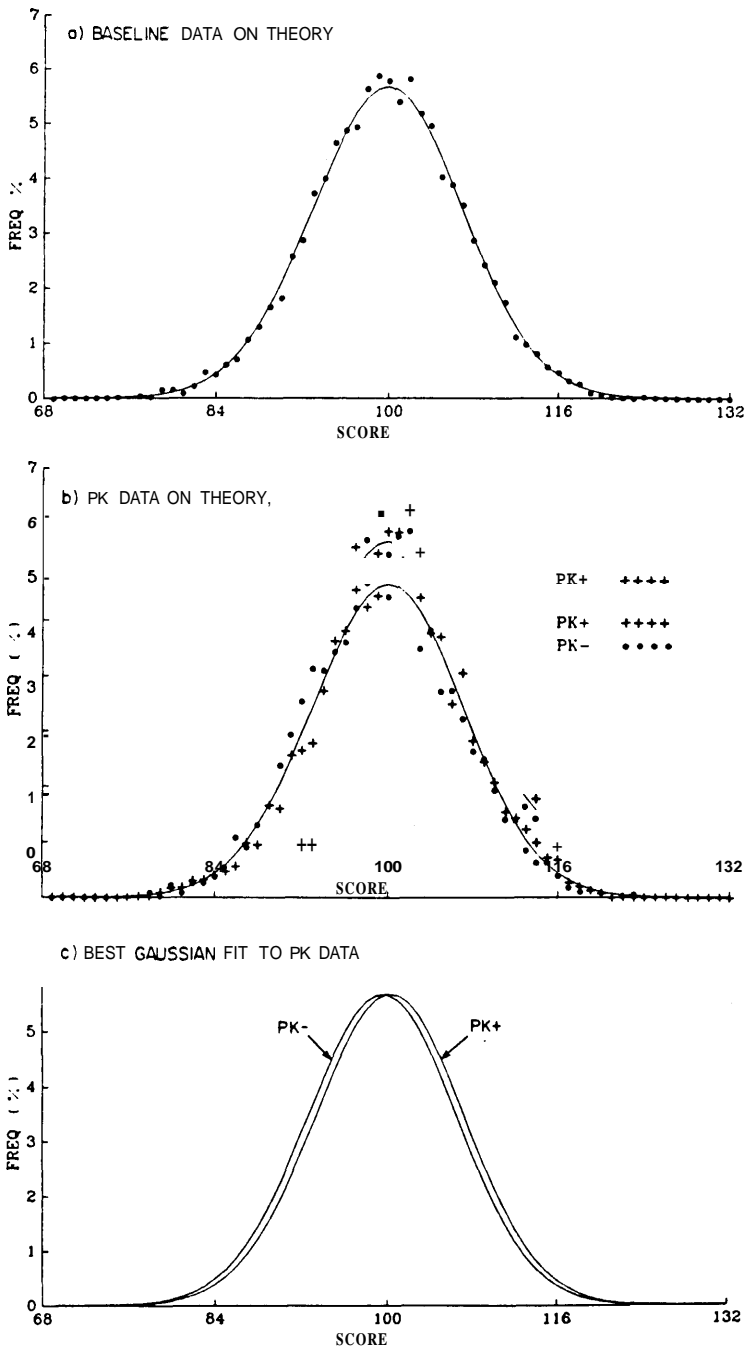 a) BASELINE DATA ON THEORY
7
6
5
4
3
2
1
0
FREQ %
68 84 100 116 132
SCORE
b) PK DATA ON THEORY,
7
6
5
4
3
2
1
0
FREQ (%)
PK+ ++++
PK+ ++++
PK- ••••
68 84 100 116 132
SCORE
c) BEST GAUSSIAN FIT TO PK DATA
5
4
3
2
1
0
FREQ (%)
PK-
PK+
68 84 100 116 132
SCORE